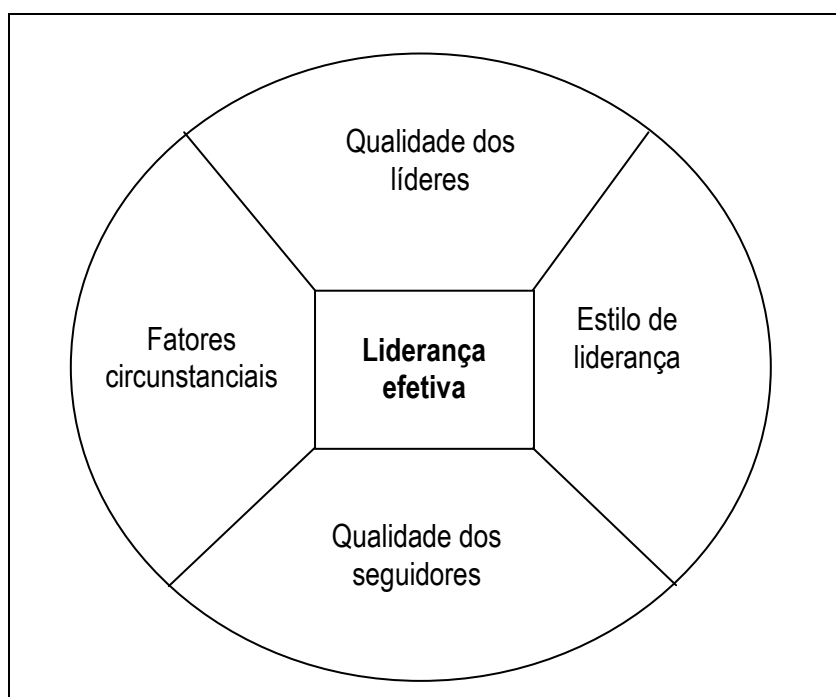 Qualidade dos
líderes
Fatores
circunstanciais
Liderança
efetiva
Estilo de
liderança
Qualidade dos
seguidores